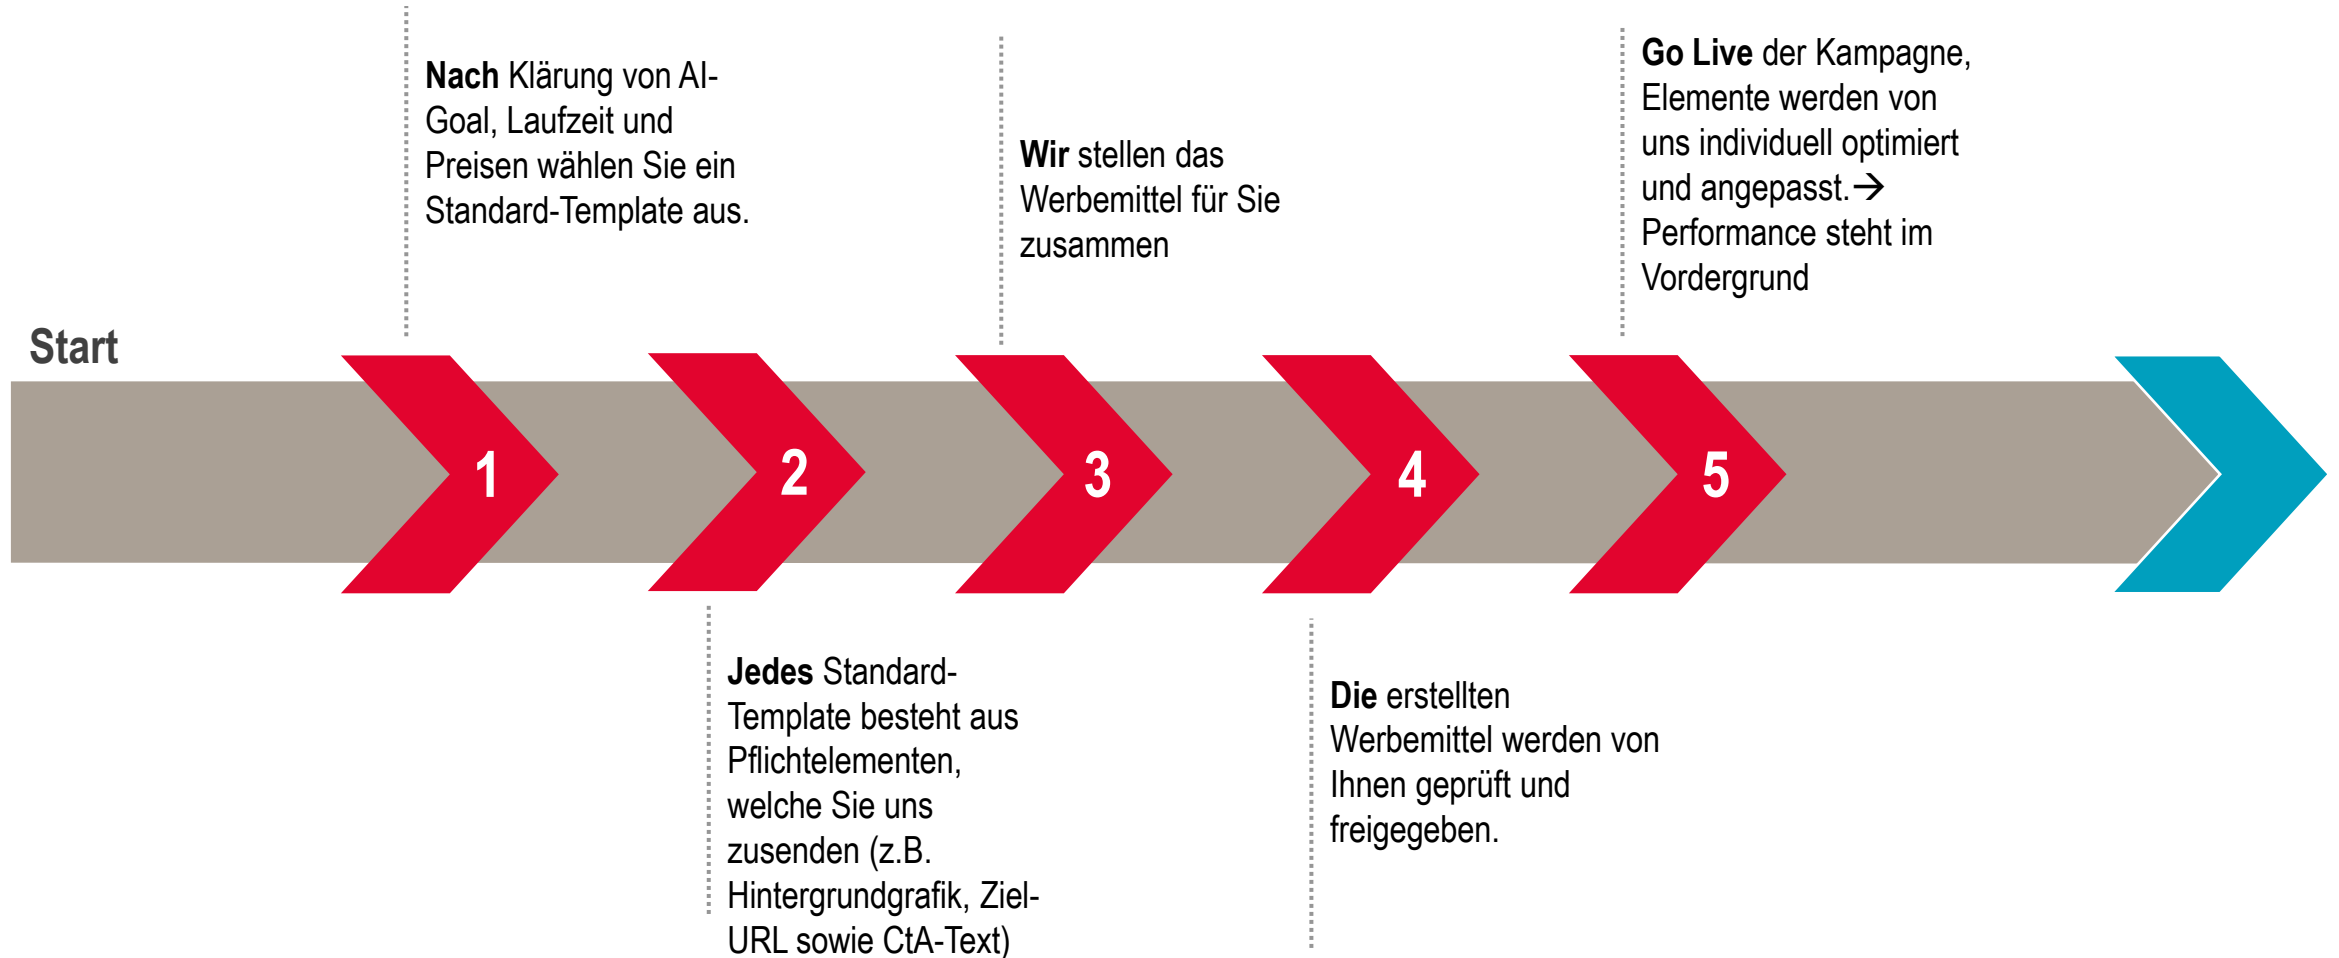 Start
Nach Klärung von AI-
Goal, Laufzeit und
Preisen wählen Sie ein
Standard-Template aus.
1
Jedes Standard-
Template besteht aus
Pflichtelementen,
welche Sie uns
zusenden (z.B.
Hintergrundgrafik, Ziel-
URL sowie CtA-Text)
2
Wir stellen das
Werbemittel für Sie
zusammen
3
Die erstellten
Werbemittel werden von
Ihnen geprüft und
freigegeben.
4
Go Live der Kampagne,
Elemente werden von
uns individuell optimiert
und angepasst.→
Performance steht im
Vordergrund
5